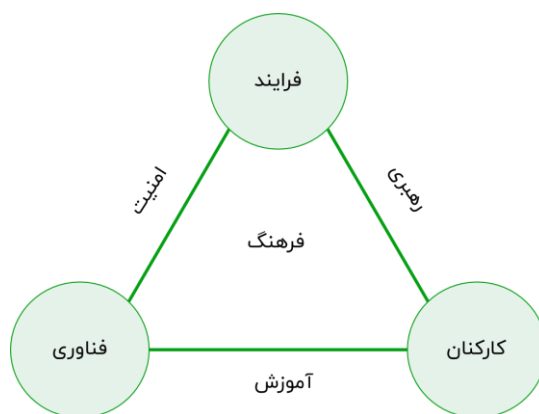 فرایند
رهبری
امنیت
فرهنگ
کارکنان
فناوری
آموزش